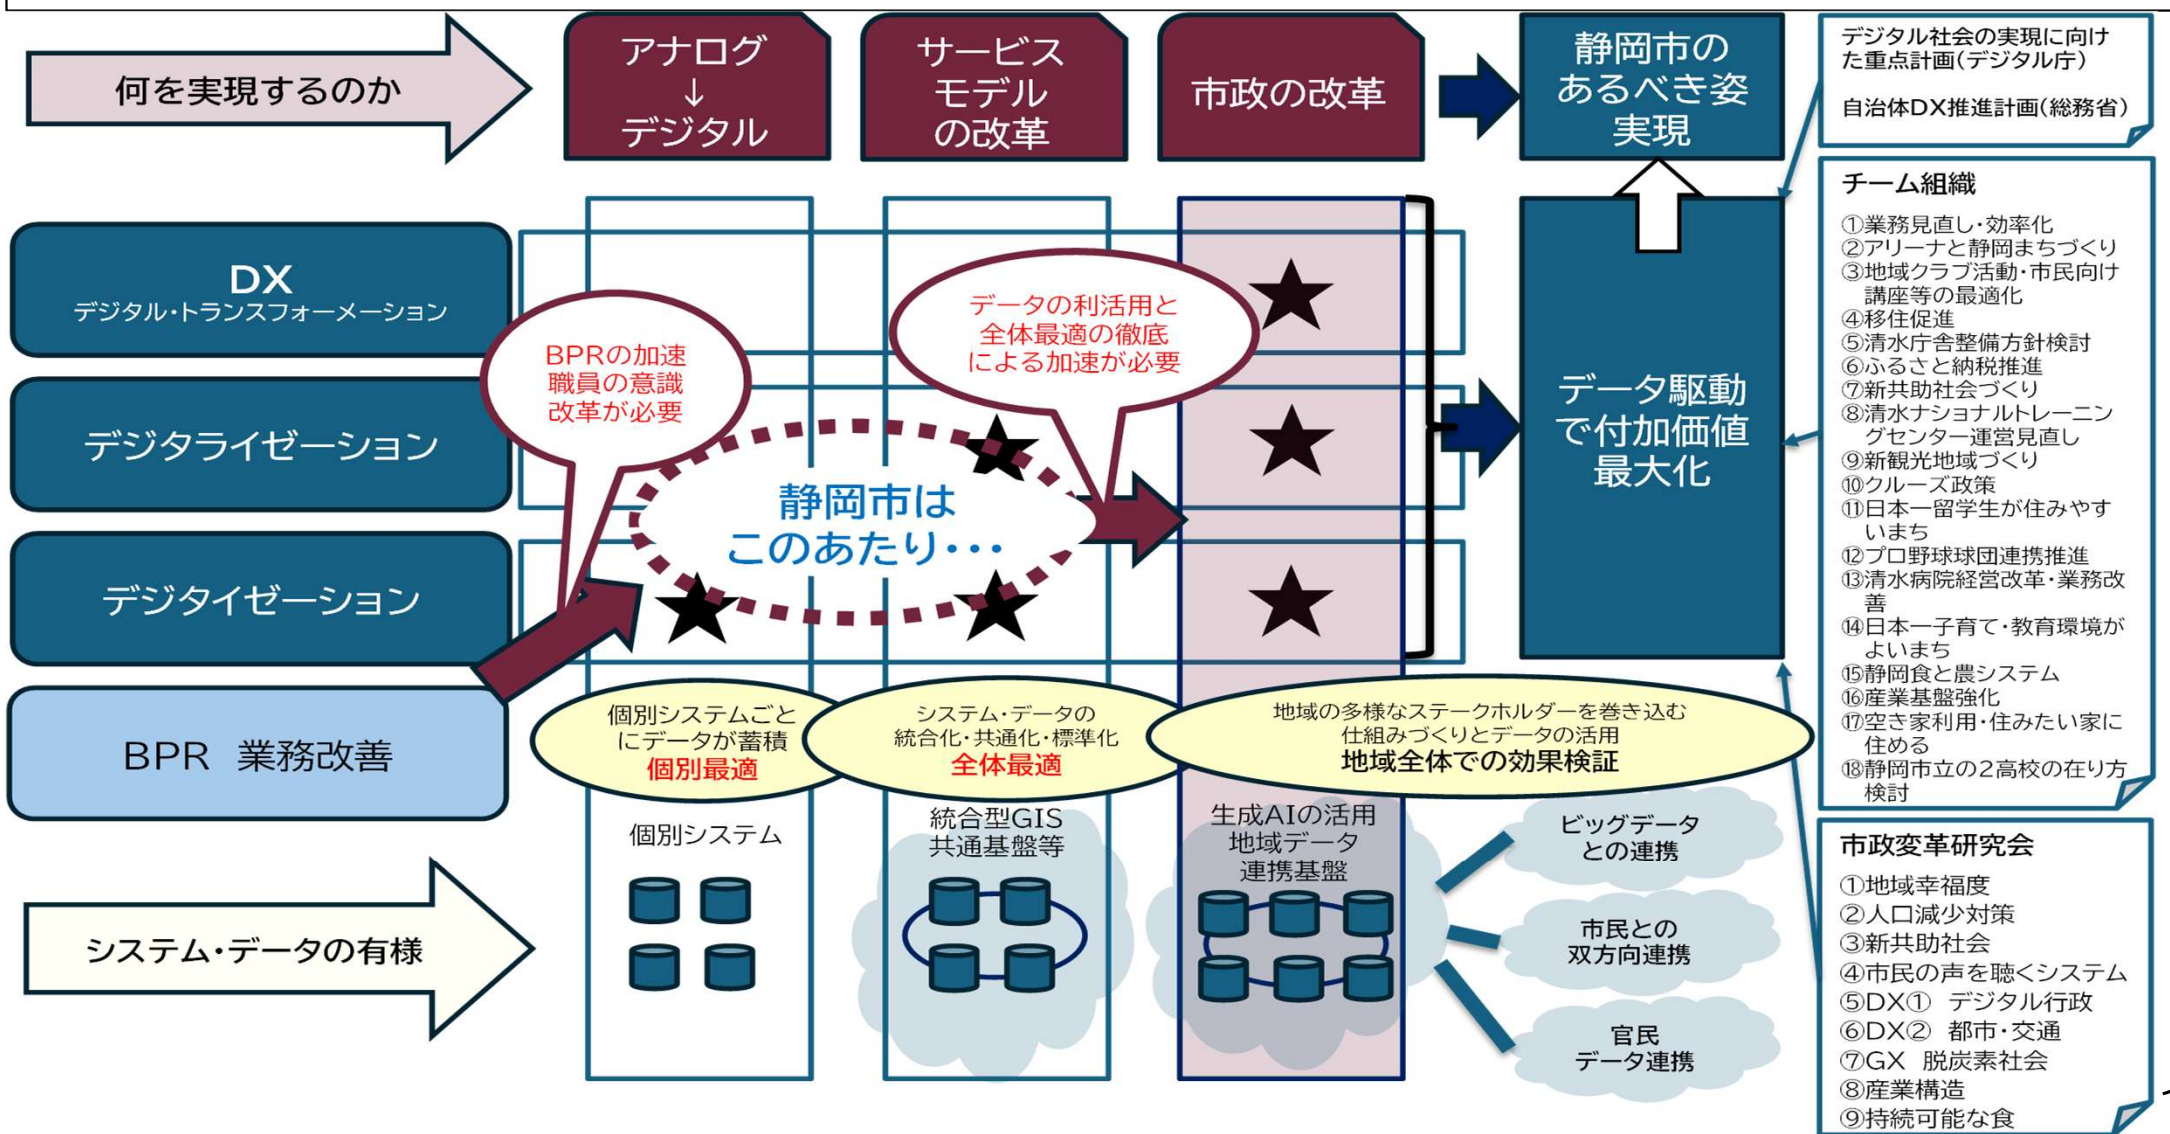 何を実現するのか
アナログ
↓
デジタル
サービス
モデル
の改革
市政の改革
静岡市の
あるべき姿
実現
デジタル社会の実現に向け
た重点計画(デジタル庁)
自治体DX推進計画(総務省)
DX
デジタル・トランスフォーメーション
デジタライゼーション
デジタイゼーション
BPR 業務改善
BPRの加速
職員の意識
改革が必要
データの利活用と
全体最適の徹底
による加速が必要
静岡市は
このあたり・・・
データ駆動
で付加価値
最大化
チーム組織
①業務見直し・効率化
②アリーナと静岡まちづくり
③地域クラブ活動・市民向け
講座等の最適化
④移住促進
⑤清水庁舎整備方針検討
⑥ふるさと納税推進
⑦新共助社会づくり
⑧清水ナショナルトレーニン
グセンター運営見直し
⑨新観光地域づくり
⑩クルーズ政策
⑪日本一留学生が住みやす
いまち
⑫プロ野球球団連携推進
⑬清水病院経営改革・業務改
善
⑭日本一子育て・教育環境が
よいまち
⑮静岡食と農システム
⑯産業基盤強化
⑰空き家利用・住みたい家に
住める
⑱静岡市立の2高校の在り方
検討
個別システムごと
にデータが蓄積
個別最適
システム・データの
統合化・共通化・標準化
全体最適
地域の多様なステークホルダーを巻き込む
仕組みづくりとデータの活用
地域全体での効果検証
システム・データの有様
個別システム
統合型GIS
共通基盤等
生成AIの活用
地域データ
連携基盤
ビッグデータ
との連携
市民との
双方向連携
官民
データ連携
市政変革研究会
①地域幸福度
②人口減少対策
③新共助社会
④市民の声を聴くシステム
⑤DX① デジタル行政
⑥DX② 都市・交通
⑦GX 脱炭素社会
⑧産業構造
⑨持続可能な食